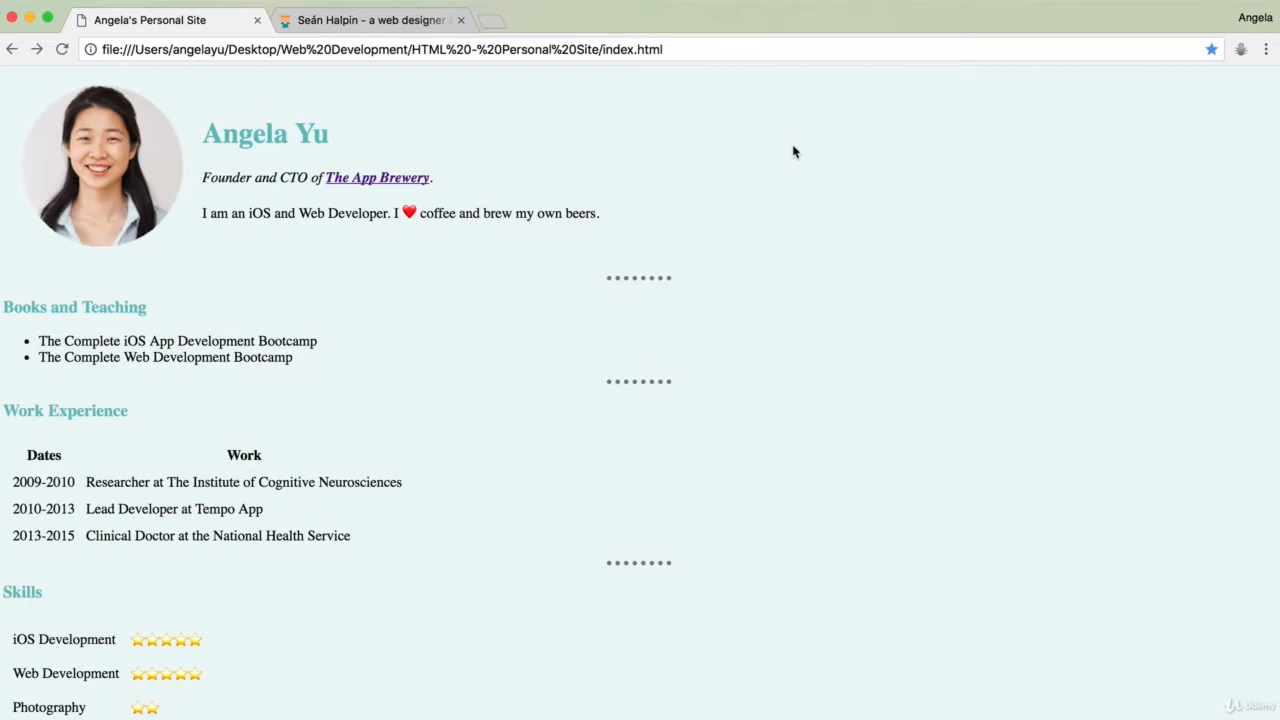 Angela's Personal Site
Seán Halpin - a web designer
Angela
file:///Users/angelayu/Desktop/Web%20Development/HTML%20-%20Personal%20Site/index.html
Angela Yu
Founder and CTO of The App Brewery.
I am an iOS and Web Developer. I ❤️ coffee and brew my own beers.
Books and Teaching
• The Complete iOS App Development Bootcamp
• The Complete Web Development Bootcamp
Work Experience
Dates Work
2009-2010 Researcher at The Institute of Cognitive Neurosciences
2010-2013 Lead Developer at Tempo App
2013-2015 Clinical Doctor at the National Health Service
Skills
iOS Development ⭐⭐⭐⭐⭐
Web Development ⭐⭐⭐⭐⭐
Photography ⭐⭐
Udemy